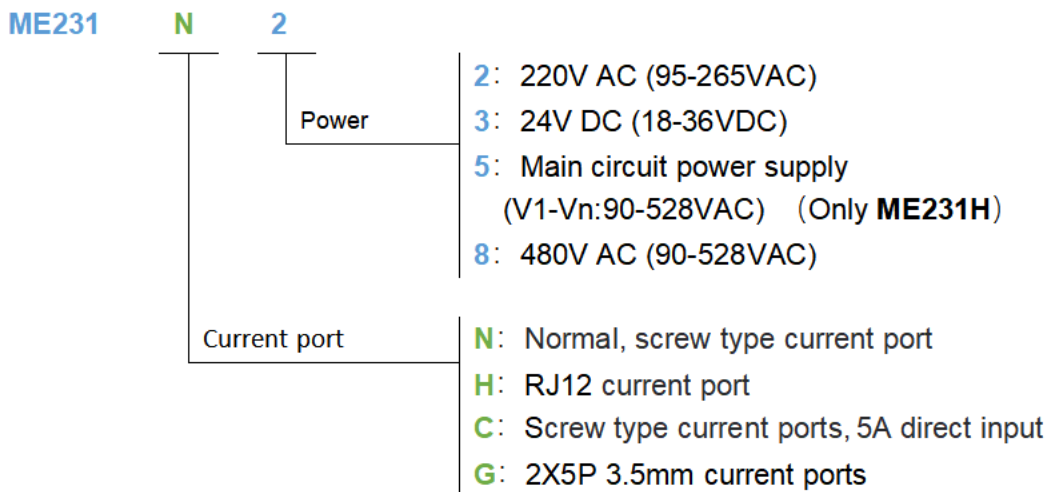 ME231 N 2
2： 220V AC (95-265VAC)
Power
3： 24V DC (18-36VDC)
5： Main circuit power supply
(V1-Vn:90-528VAC) （Only ME231H）
8： 480V AC (90-528VAC)
Current port
N： Normal, screw type current port
H： RJ12 current port
C： Screw type current ports, 5A direct input
G： 2X5P 3.5mm current ports